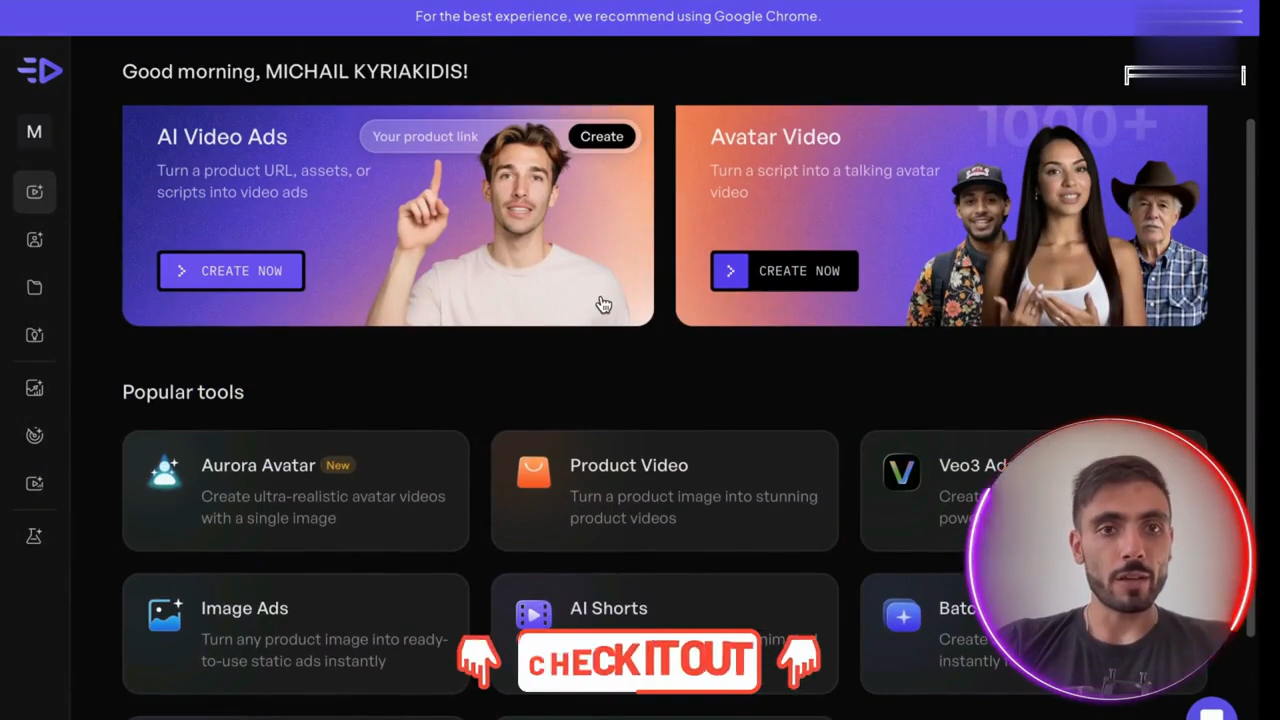 For the best experience, we recommend using Google Chrome.
Good morning, MICHAIL KYRIAKIDIS!
M
AI Video Ads
Your product link
Create
Turn a product URL, assets, or
scripts into video ads
CREATE NOW
1000+
Avatar Video
Turn a script into a talking avatar
video
CREATE NOW
Popular tools
Aurora Avatar New
Create ultra-realistic avatar videos
with a single image
Product Video
Turn a product image into stunning
product videos
Veo3
Image Ads
Turn any product image into ready-
to-use static ads instantly
AI Shorts
CHECK IT OUT
instantly